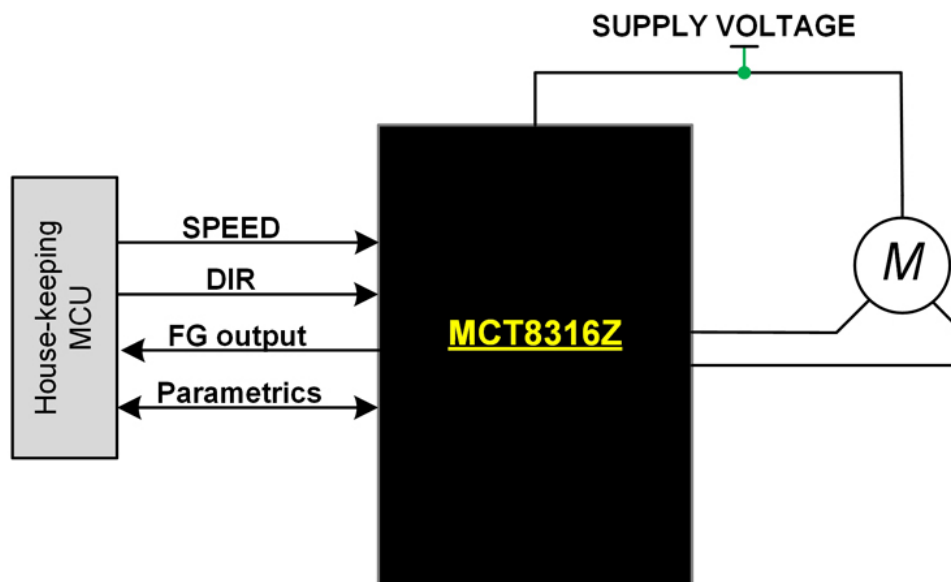 SUPPLY VOLTAGE
House-keeping
MCU
SPEED
DIR
FG output
Parametrics
MCT8316Z
M